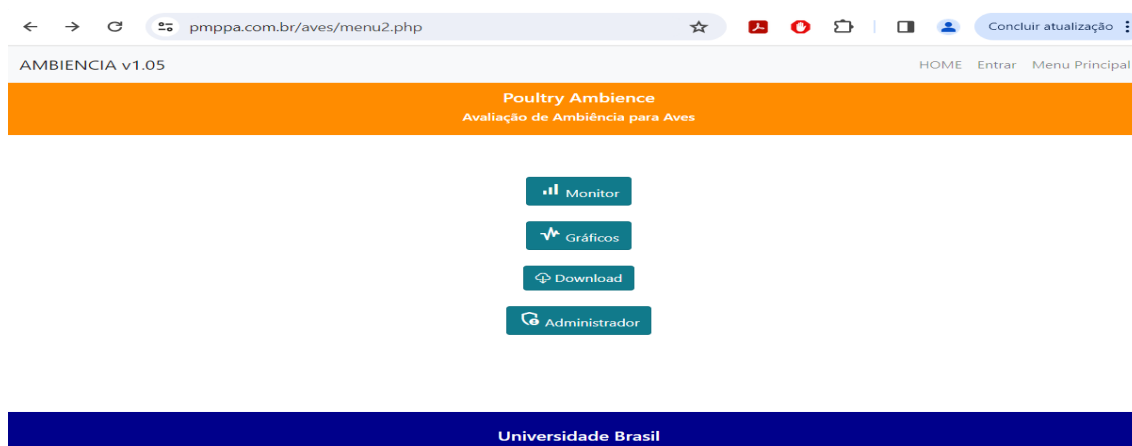 pmppa.com.br/aves/menu2.php
Concluir atualização
AMBIENCIA v1.05
HOME Entrar Menu Principal
Poultry Ambience
Avaliação de Ambiência para Aves
Monitor
Gráficos
Download
Administrador
Universidade Brasil